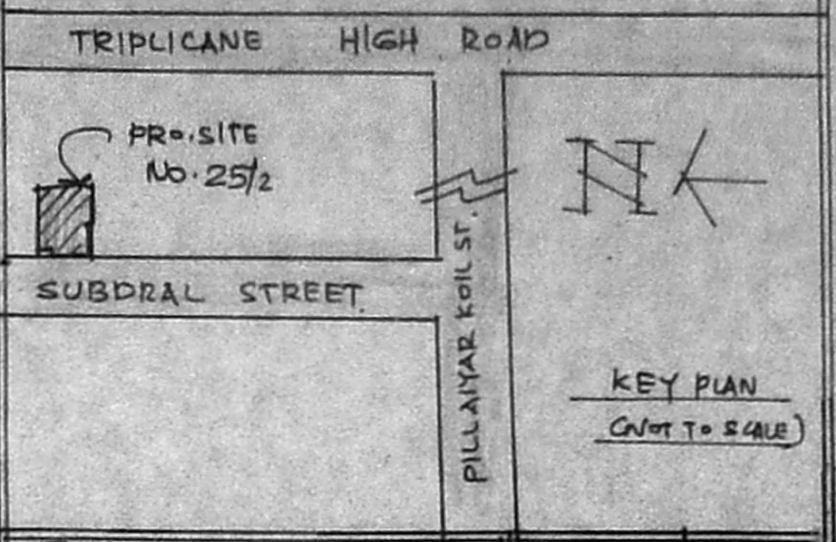 TRIPLICANE HIGH ROAD
PRO.SITE
No. 25/2
N
SUBDRAL STREET
PILLAIYAR KOIL ST.
KEY PLAN
(NOT TO SCALE)